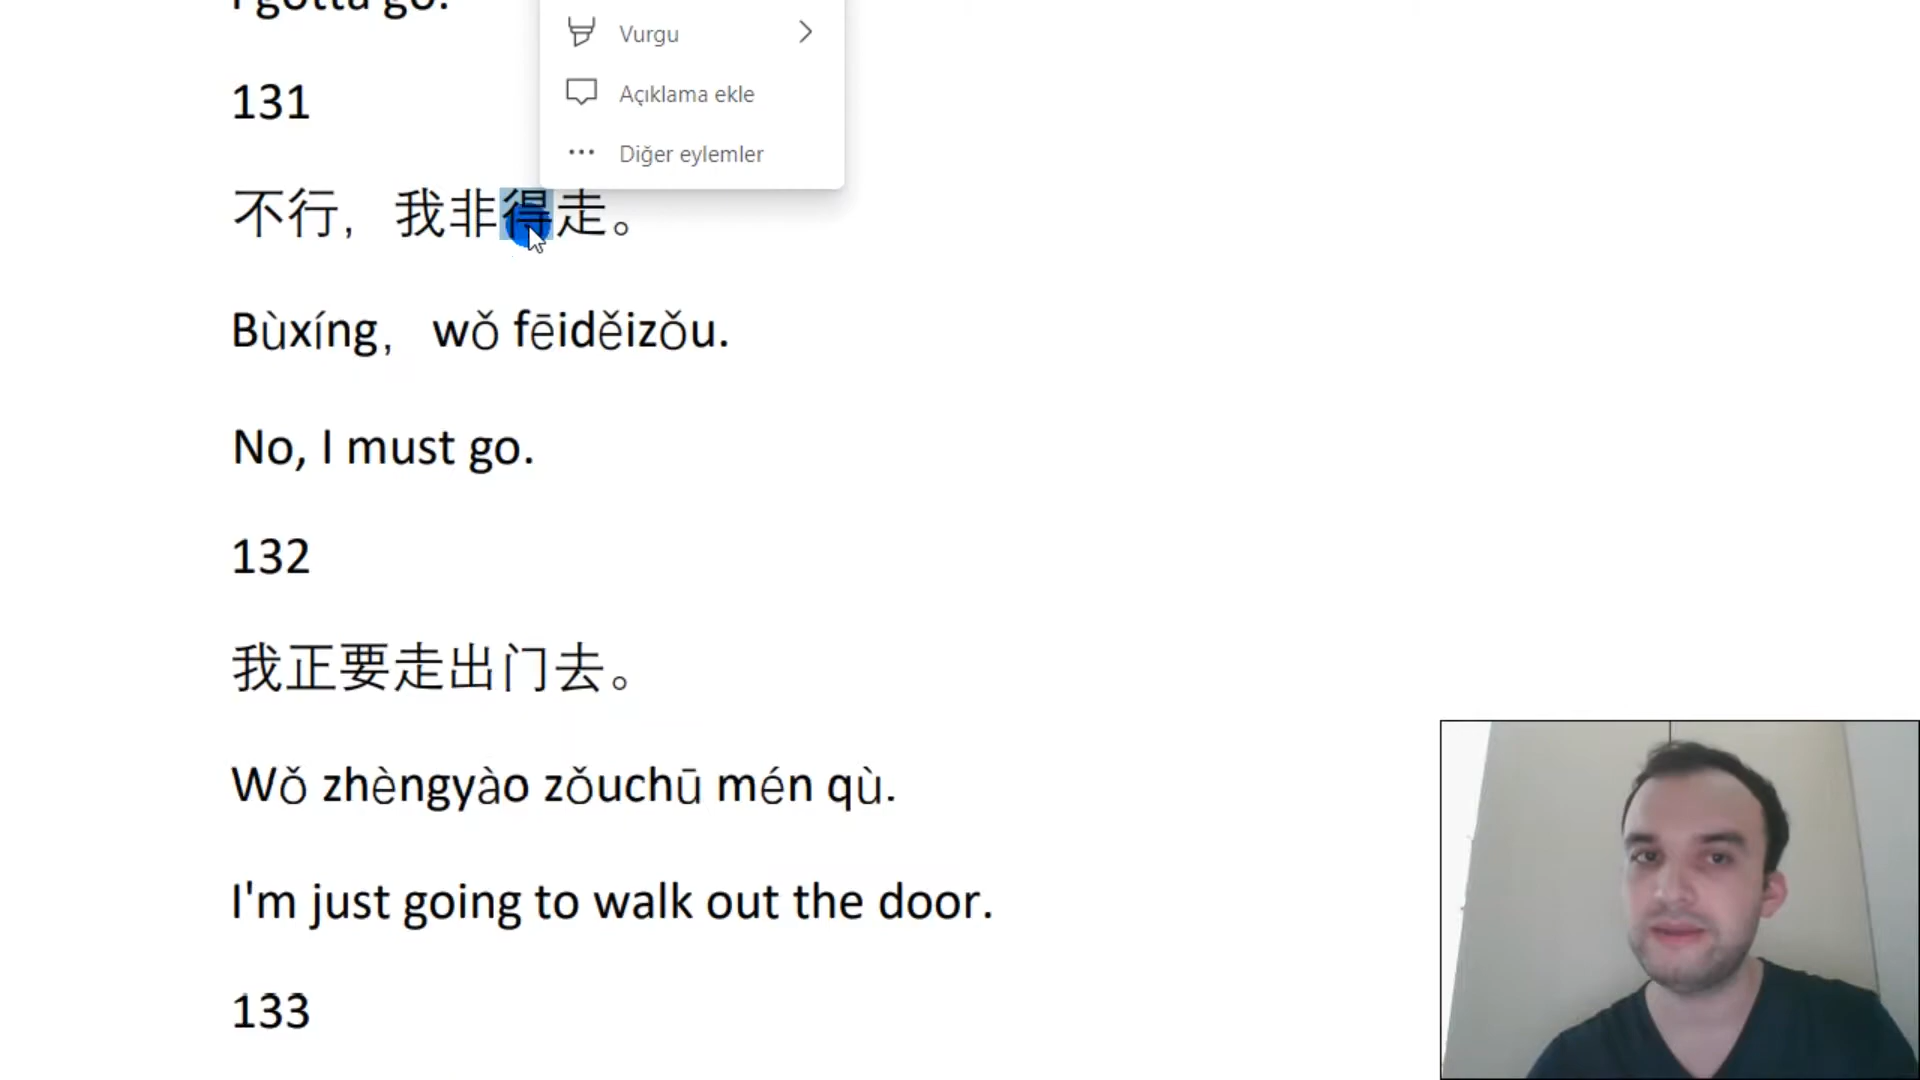 I gotta go.
Vurgu
Açıklama ekle
Diğer eylemler
131
不行，我非得走。
Bùxíng， wǒ fēiděizǒu.
No, I must go.
132
我正要走出门去。
Wǒ zhèngyào zǒuchū mén qù.
I'm just going to walk out the door.
133